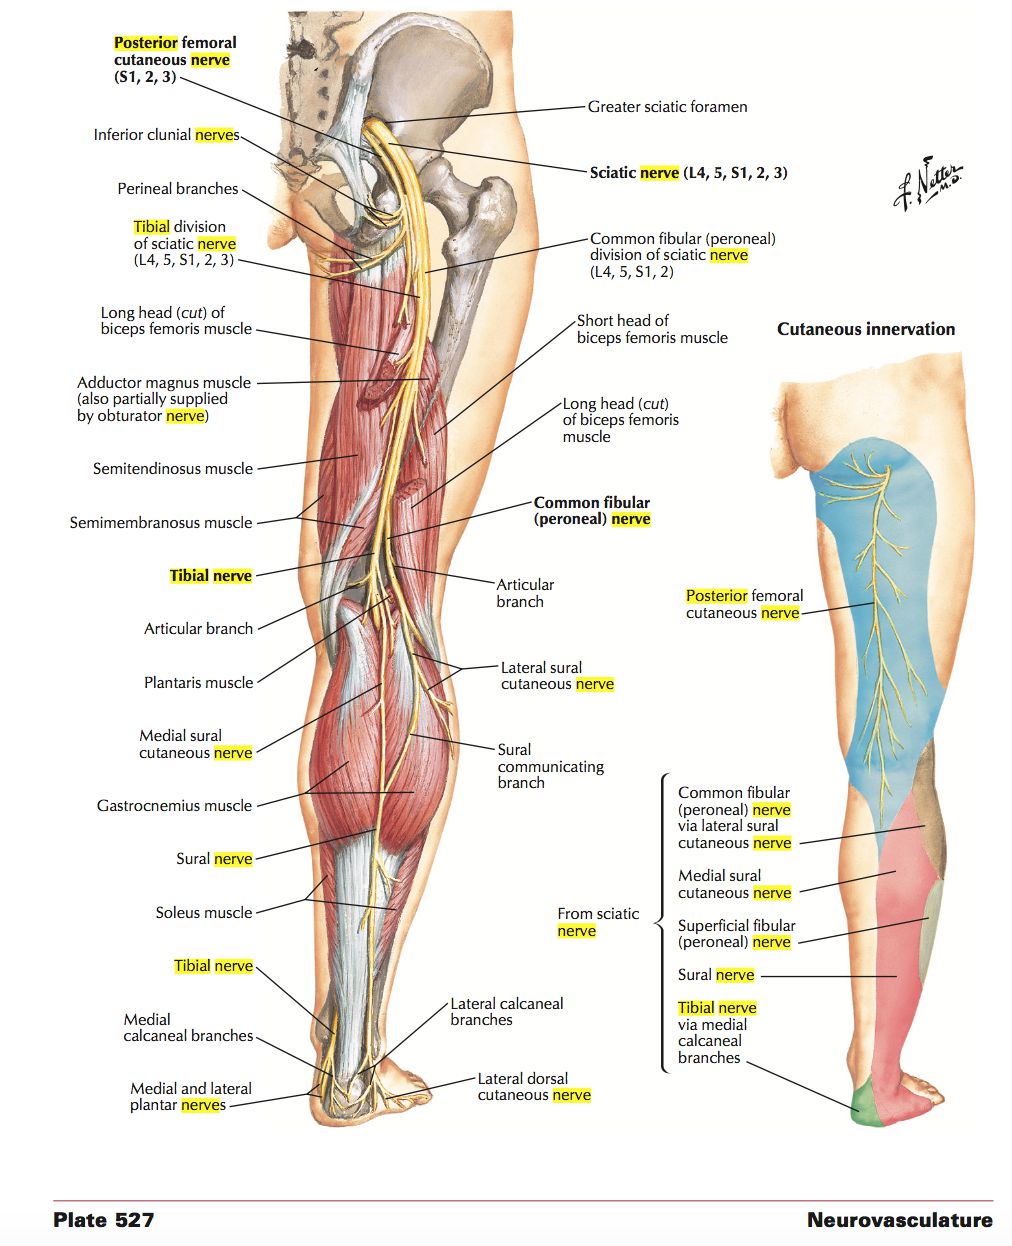 Posterior femoral
cutaneous nerve
(S1, 2, 3)
Inferior clunial nerves
Perineal branches
Tibial division
of sciatic nerve
(L4, 5, S1, 2, 3)
Long head (cut) of
biceps femoris muscle
Adductor magnus muscle
(also partially supplied
by obturator nerve)
Semitendinosus muscle
Semimembranosus muscle
Tibial nerve
Articular branch
Plantaris muscle
Medial sural
cutaneous nerve
Gastrocnemius muscle
Sural nerve
Soleus muscle
Tibial nerve
Medial
calcaneal branches
Medial and lateral
plantar nerves
Greater sciatic foramen
Sciatic nerve (L4, 5, S1, 2, 3)
Common fibular (peroneal)
division of sciatic nerve
(L4, 5, S1, 2)
Short head of
biceps femoris muscle
Long head (cut)
of biceps femoris
muscle
Common fibular
(peroneal) nerve
Articular
branch
Lateral sural
cutaneous nerve
Sural
communicating
branch
Lateral calcaneal
branches
Lateral dorsal
cutaneous nerve
F. Netter
M.D.
Cutaneous innervation
Posterior femoral
cutaneous nerve
From sciatic
nerve
Common fibular
(peroneal) nerve
via lateral sural
cutaneous nerve
Medial sural
cutaneous nerve
Superficial fibular
(peroneal) nerve
Sural nerve
Tibial nerve
via medial
calcaneal
branches
Plate 527
Neurovasculature